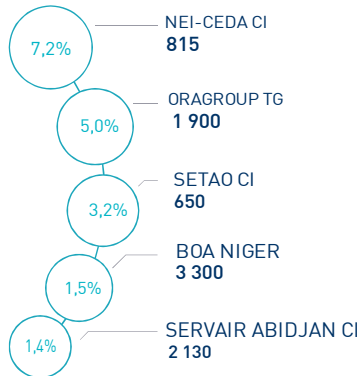 7,2%
NEI-CEDA CI
815
5,0%
ORAGROUP TG
1 900
3,2%
SETAO CI
650
1,5%
BOA NIGER
3 300
1,4%
SERVAIR ABIDJAN CI
2 130